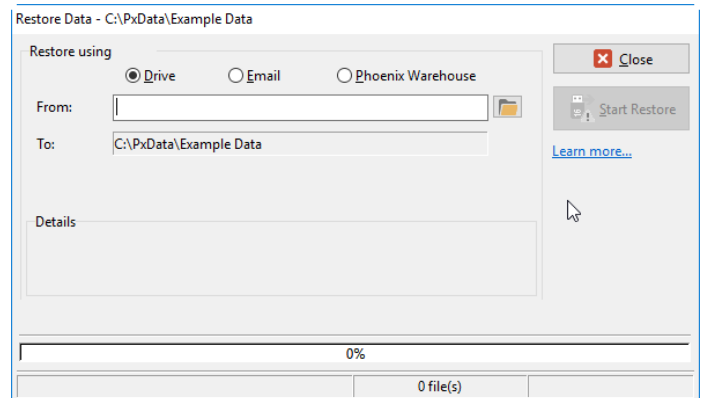 Restore Data - C:\PxData\Example Data
Restore using
Drive Email Phoenix Warehouse
Close
From:
Start Restore
To: C:\PxData\Example Data
Learn more...
Details
0%
0 file(s)